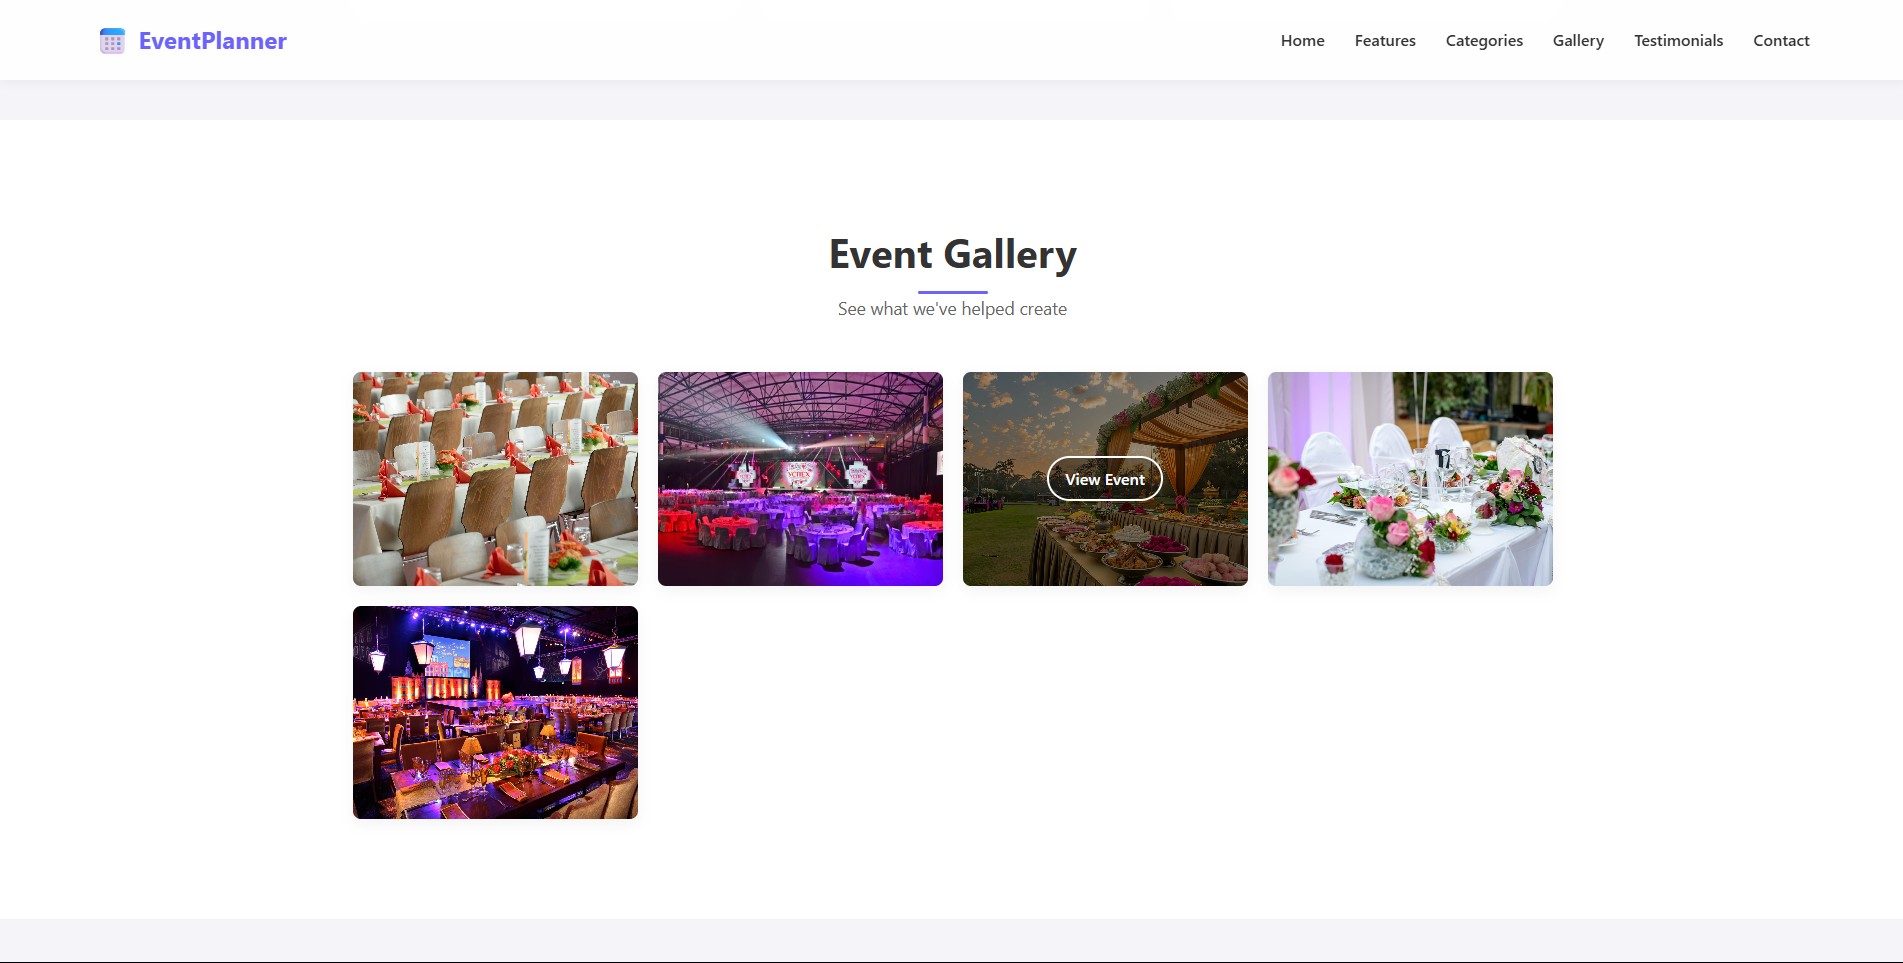 EventPlanner
Home Features Categories Gallery Testimonials Contact
Event Gallery
See what we've helped create
View Event